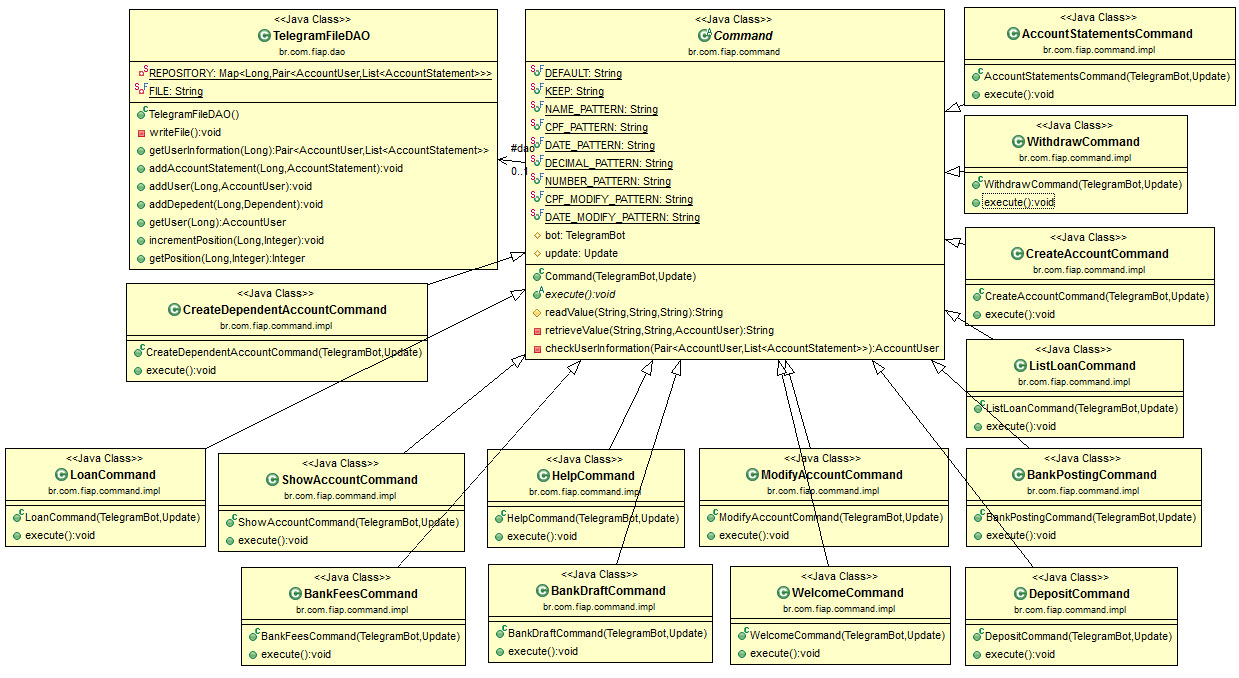 <<Java Class>>
TelegramFileDAO
br.com.fiap.dao
REPOSITORY: Map<Long,Pair<AccountUser,List<AccountStatement>>>
FILE: String
TelegramFileDAO()
writeFile():void
getUserInformation(Long):Pair<AccountUser,List<AccountStatement>>
addAccountStatement(Long,AccountStatement):void
addUser(Long,AccountUser):void
addDepedent(Long,Dependent):void
getUser(Long):AccountUser
incrementPosition(Long,Integer):void
getPosition(Long,Integer):Integer
#dao
0..1
<<Java Class>>
Command
br.com.fiap.command
DEFAULT: String
KEEP: String
NAME_PATTERN: String
CPF_PATTERN: String
DATE_PATTERN: String
DECIMAL_PATTERN: String
NUMBER_PATTERN: String
CPF_MODIFY_PATTERN: String
DATE_MODIFY_PATTERN: String
bot: TelegramBot
update: Update
Command(TelegramBot,Update)
execute():void
readValue(String,String,String):String
retrieveValue(String,String,AccountUser):String
checkUserInformation(Pair<AccountUser,List<AccountStatement>>):AccountUser
<<Java Class>>
AccountStatementsCommand
br.com.fiap.command.impl
AccountStatementsCommand(TelegramBot,Update)
execute():void
<<Java Class>>
WithdrawCommand
br.com.fiap.command.impl
WithdrawCommand(TelegramBot,Update)
execute():void
<<Java Class>>
CreateAccountCommand
br.com.fiap.command.impl
CreateAccountCommand(TelegramBot,Update)
execute():void
<<Java Class>>
CreateDependentAccountCommand
br.com.fiap.command.impl
CreateDependentAccountCommand(TelegramBot,Update)
execute():void
<<Java Class>>
ListLoanCommand
br.com.fiap.command.impl
ListLoanCommand(TelegramBot,Update)
execute():void
<<Java Class>>
LoanCommand
br.com.fiap.command.impl
LoanCommand(TelegramBot,Update)
execute():void
<<Java Class>>
ShowAccountCommand
br.com.fiap.command.impl
ShowAccountCommand(TelegramBot,Update)
execute():void
<<Java Class>>
HelpCommand
br.com.fiap.command.impl
HelpCommand(TelegramBot,Update)
execute():void
<<Java Class>>
ModifyAccountCommand
br.com.fiap.command.impl
ModifyAccountCommand(TelegramBot,Update)
execute():void
<<Java Class>>
BankPostingCommand
br.com.fiap.command.impl
BankPostingCommand(TelegramBot,Update)
execute():void
<<Java Class>>
BankFeesCommand
br.com.fiap.command.impl
BankFeesCommand(TelegramBot,Update)
execute():void
<<Java Class>>
BankDraftCommand
br.com.fiap.command.impl
BankDraftCommand(TelegramBot,Update)
execute():void
<<Java Class>>
WelcomeCommand
br.com.fiap.command.impl
WelcomeCommand(TelegramBot,Update)
execute():void
<<Java Class>>
DepositCommand
br.com.fiap.command.impl
DepositCommand(TelegramBot,Update)
execute():void